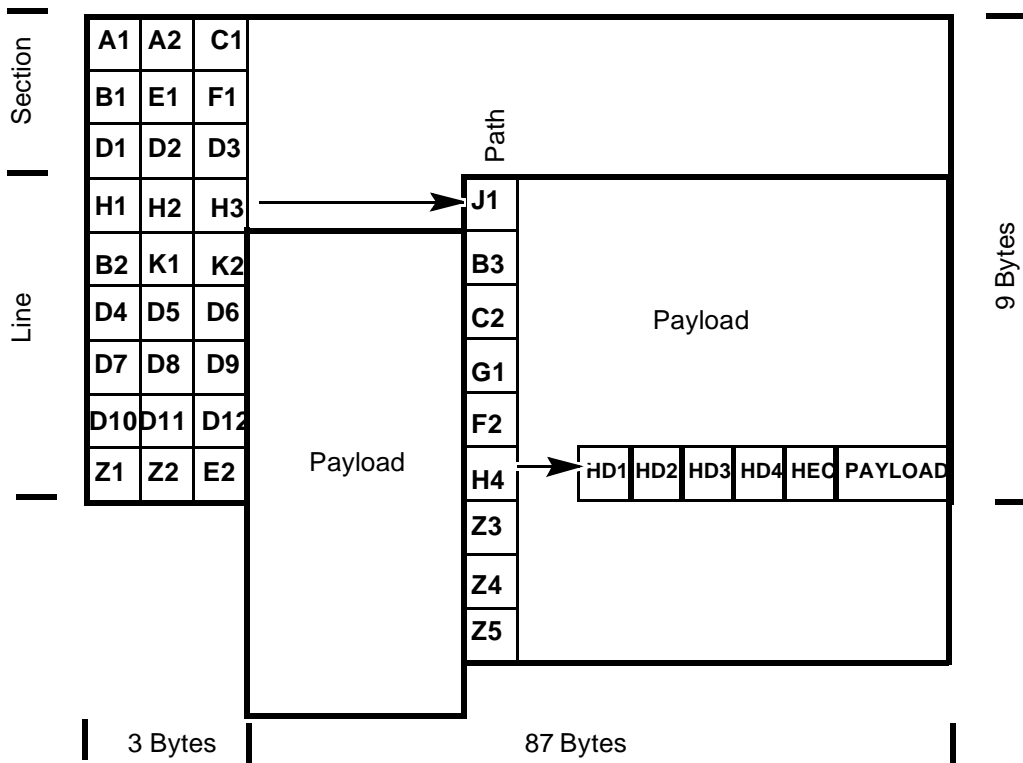 Section
Line
A1 A2 C1
B1 E1 F1
D1 D2 D3
H1 H2 H3
B2 K1 K2
D4 D5 D6
D7 D8 D9
D10 D11 D12
Z1 Z2 E2
Payload
Path
J1
B3
C2
G1
F2
H4
Z3
Z4
Z5
Payload
HD1 HD2 HD3 HD4 HEC PAYLOAD
9 Bytes
3 Bytes
87 Bytes